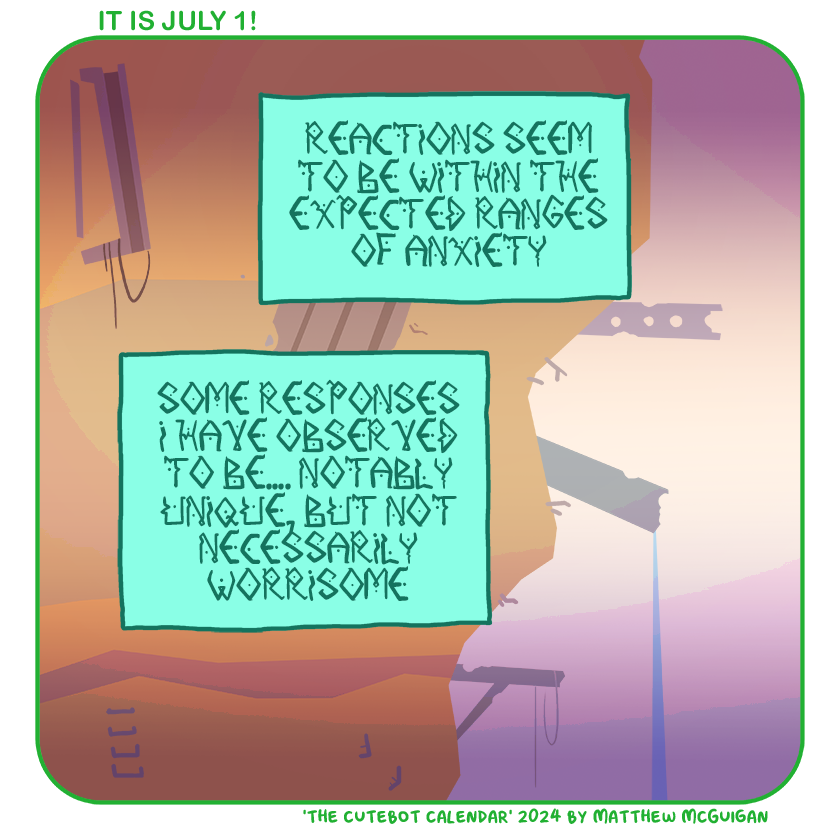 IT IS JULY 1!
REACTIONS SEEM
TO BE WITHIN THE
EXPECTED RANGES
OF ANXIETY
SOME RESPONSES
I HAVE OBSERVED
TO BE.... NOTABLY
UNIQUE, BUT NOT
NECESSARILY
WORRISOME
'THE CUTEBOT CALENDAR' 2024 BY MATTHEW MCGUIGAN